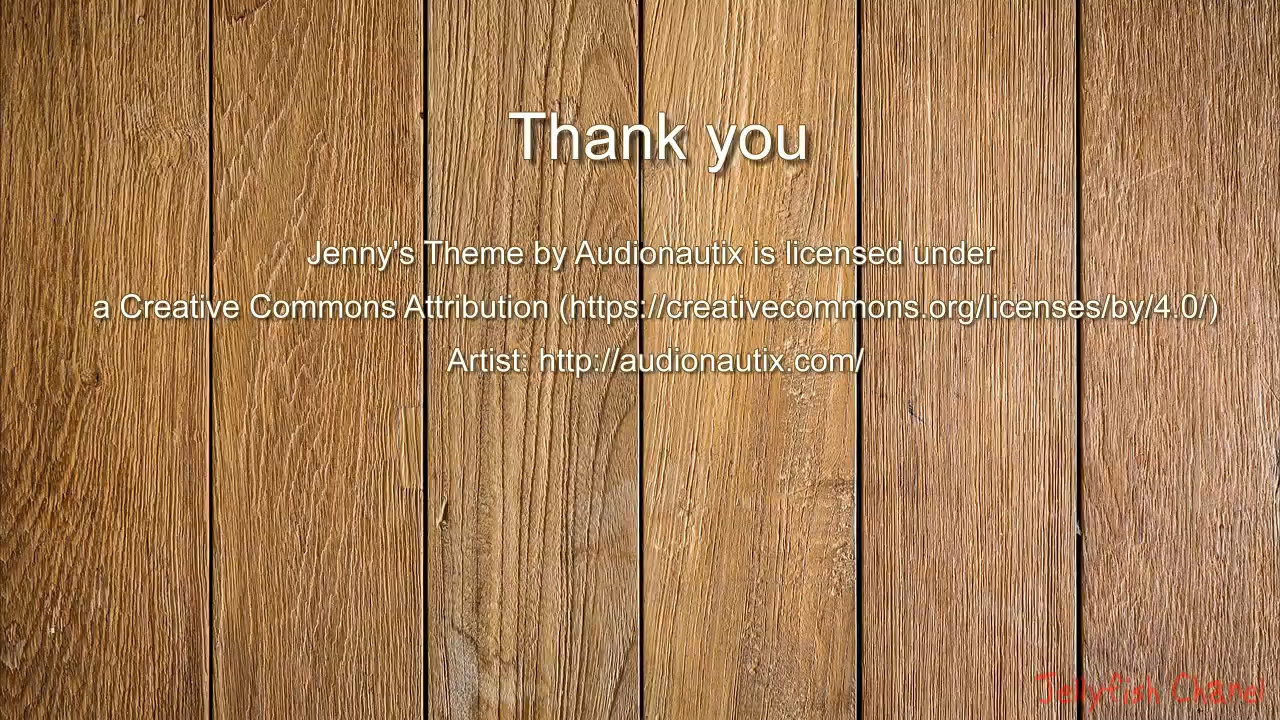 Thank you
Jenny's Theme by Audionautix is licensed under
a Creative Commons Attribution (https://creativecommons.org/licenses/by/4.0/)
Artist: http://audionautix.com/
Jellyfish Chanel